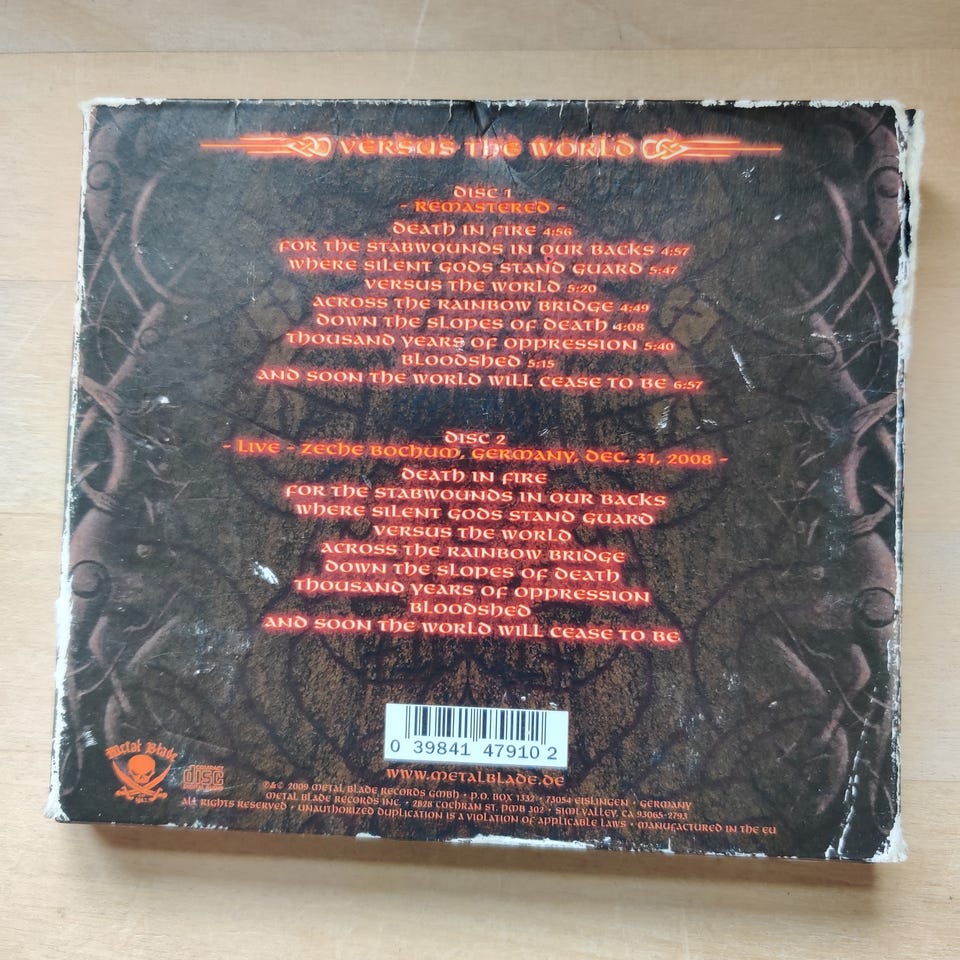 VERSUS THE WORLD
DISC 1
- REMASTERED -
DEATH IN FIRE 4:56
FOR THE STABWOUNDS IN OUR BACKS 4:57
WHERE SILENT GODS STAND GUARD 5:47
VERSUS THE WORLD 5:20
ACROSS THE RAINBOW BRIDGE 4:49
DOWN THE SLOPES OF DEATH 4:08
THOUSAND YEARS OF OPPRESSION 5:40
BLOODSHED 5:15
AND SOON THE WORLD WILL CEASE TO BE 6:57
DISC 2
- LIVE - ZECHE BOCHUM, GERMANY, DEC. 31, 2008 -
DEATH IN FIRE
FOR THE STABWOUNDS IN OUR BACKS
WHERE SILENT GODS STAND GUARD
VERSUS THE WORLD
ACROSS THE RAINBOW BRIDGE
DOWN THE SLOPES OF DEATH
THOUSAND YEARS OF OPPRESSION
BLOODSHED
AND SOON THE WORLD WILL CEASE TO BE
0 39841 47910 2
WWW.METALBLADE.DE
Metal Blade
COMPACT
disc
℗&© 2009 METAL BLADE RECORDS GMBH • P.O. BOX 1332 • 73054 EISLINGEN • GERMANY
METAL BLADE RECORDS INC. • 2828 COCHRAN ST. PMB 302 • SIMI VALLEY, CA 93065-2793
ALL RIGHTS RESERVED • UNAUTHORIZED DUPLICATION IS A VIOLATION OF APPLICABLE LAWS • MANUFACTURED IN THE EU